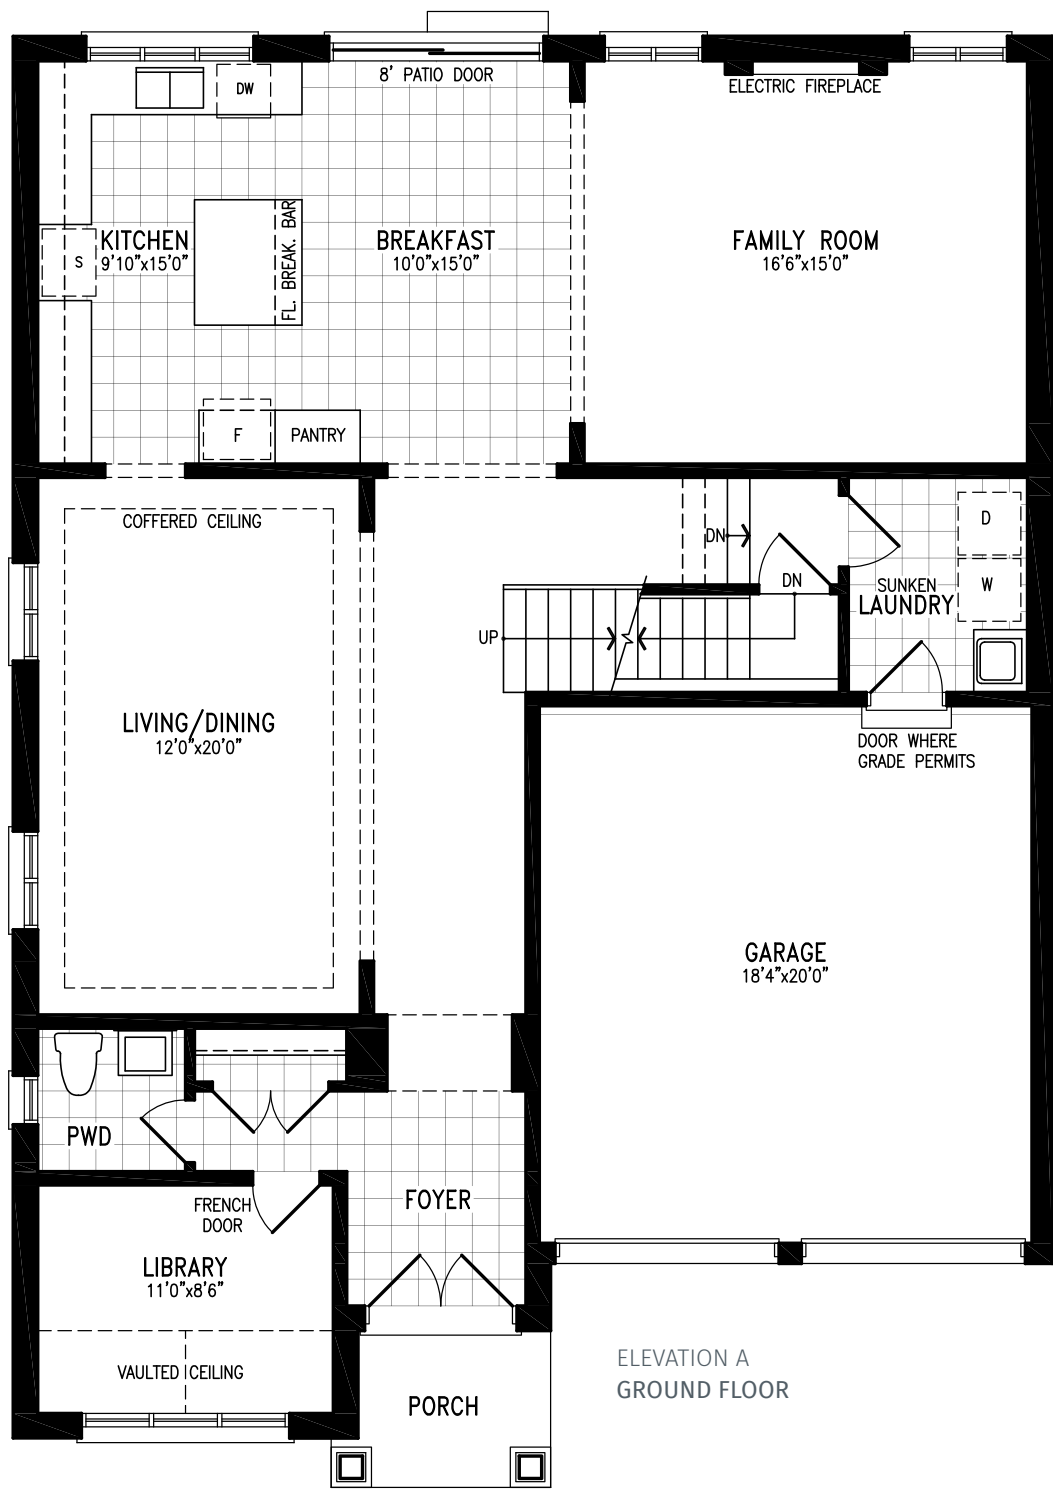 8' PATIO DOOR
DW
ELECTRIC FIREPLACE
KITCHEN
9'10"x15'0"
S
FL. BREAK. BAR
BREAKFAST
10'0"x15'0"
FAMILY ROOM
16'6"x15'0"
F
PANTRY
COFFERED CEILING
DN
DN
D
W
SUNKEN
LAUNDRY
UP
LIVING/DINING
12'0"x20'0"
DOOR WHERE
GRADE PERMITS
GARAGE
18'4"x20'0"
PWD
FOYER
FRENCH
DOOR
LIBRARY
11'0"x8'6"
VAULTED CEILING
PORCH
ELEVATION A
GROUND FLOOR